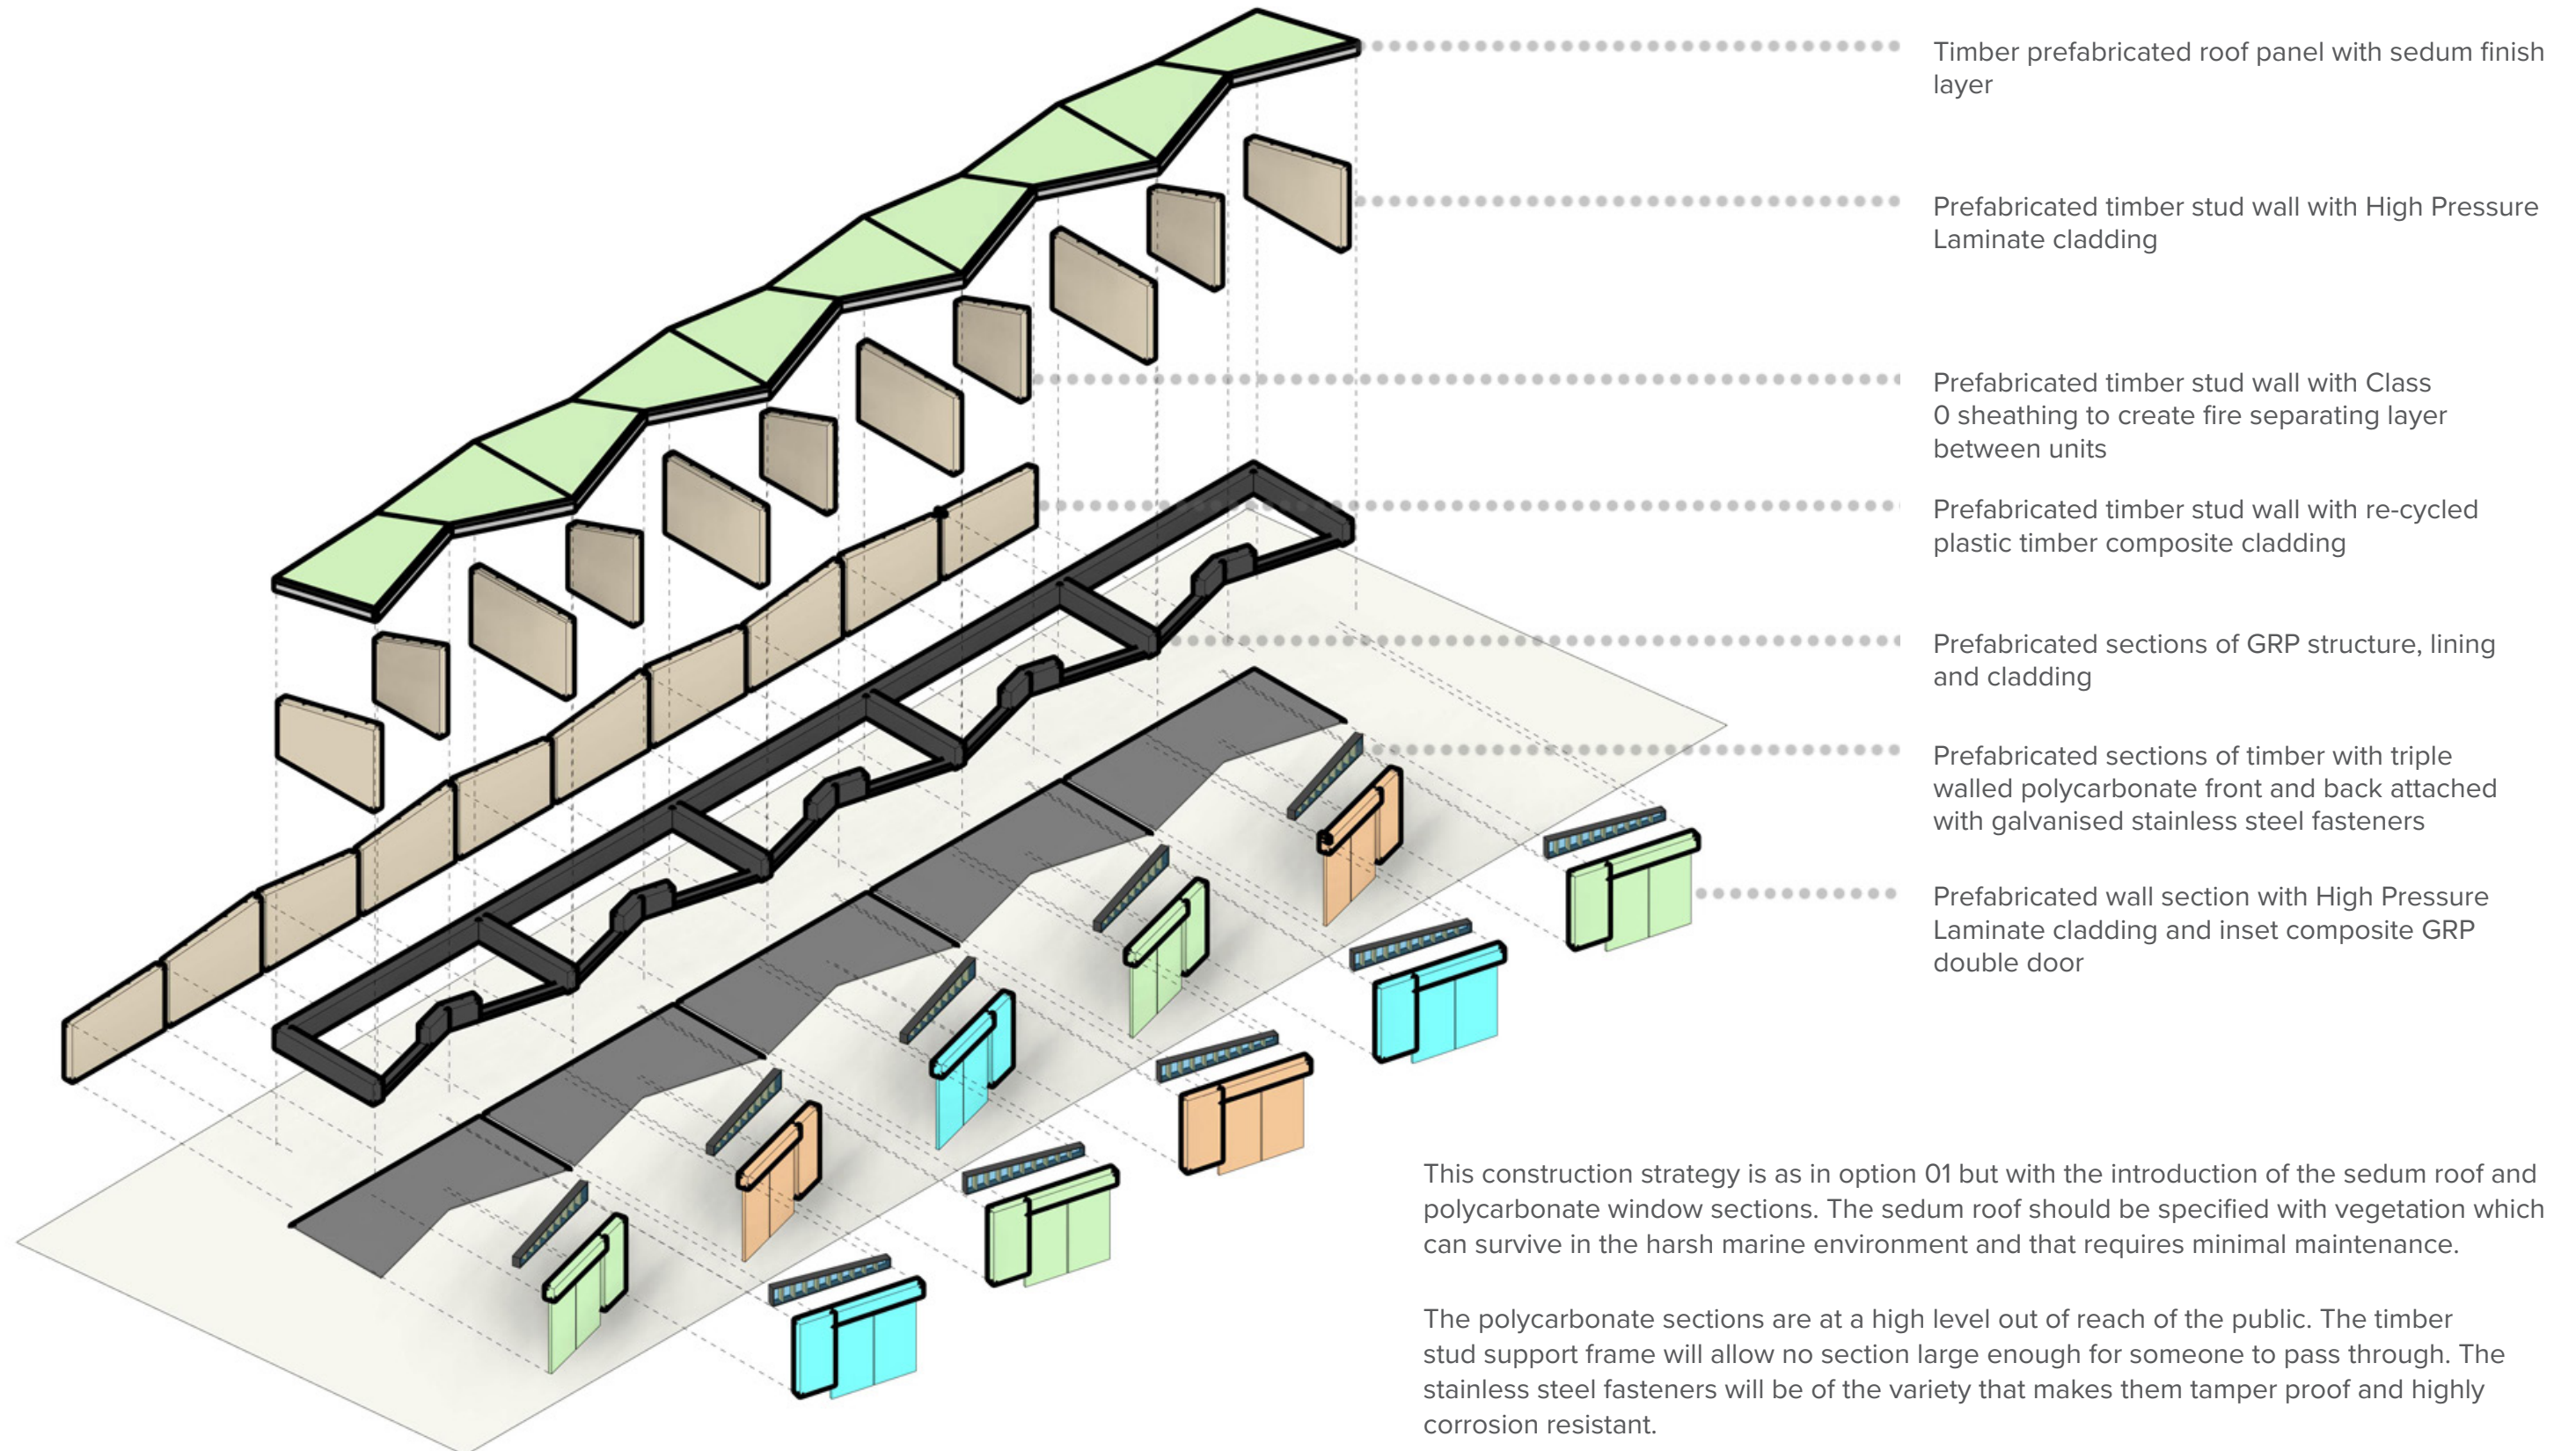 Timber prefabricated roof panel with sedum finish
layer
Prefabricated timber stud wall with High Pressure
Laminate cladding
Prefabricated timber stud wall with Class
0 sheathing to create fire separating layer
between units
Prefabricated timber stud wall with re-cycled
plastic timber composite cladding
Prefabricated sections of GRP structure, lining
and cladding
Prefabricated sections of timber with triple
walled polycarbonate front and back attached
with galvanised stainless steel fasteners
Prefabricated wall section with High Pressure
Laminate cladding and inset composite GRP
double door
This construction strategy is as in option 01 but with the introduction of the sedum roof and
polycarbonate window sections. The sedum roof should be specified with vegetation which
can survive in the harsh marine environment and that requires minimal maintenance.
The polycarbonate sections are at a high level out of reach of the public. The timber
stud support frame will allow no section large enough for someone to pass through. The
stainless steel fasteners will be of the variety that makes them tamper proof and highly
corrosion resistant.